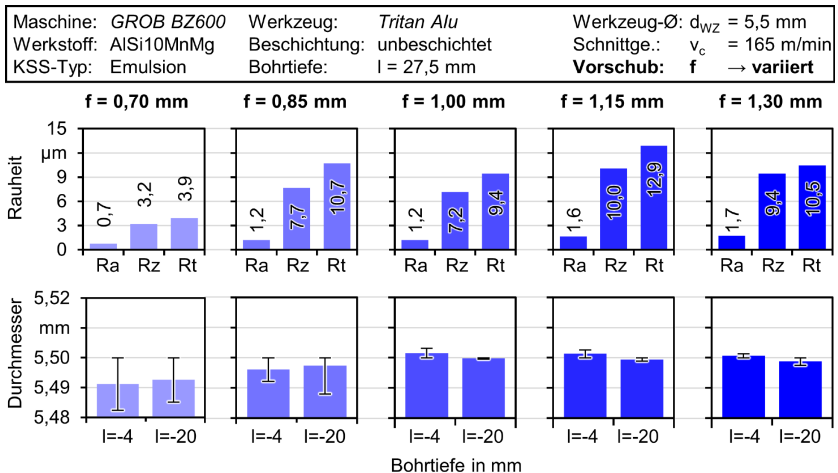 Maschine: GROB BZ600 Werkzeug: Tritan Alu Werkzeug-Ø: d_WZ = 5,5 mm
Werkstoff: AlSi10MnMg Beschichtung: unbeschichtet Schnittge.: v_c = 165 m/min
KSS-Typ: Emulsion Bohrtiefe: l = 27,5 mm Vorschub: f → variiert
f = 0,70 mm f = 0,85 mm f = 1,00 mm f = 1,15 mm f = 1,30 mm
Rauheit
15
µm
9
6
3
0
0,7 3,2 3,9 1,2 7,7 10,7 1,2 7,2 9,4 1,6 10,0 12,9 1,7 9,4 10,5
Ra Rz Rt Ra Rz Rt Ra Rz Rt Ra Rz Rt Ra Rz Rt
Durchmesser
5,52
mm
5,50
5,49
5,48
l=-4 l=-20 l=-4 l=-20 l=-4 l=-20 l=-4 l=-20 l=-4 l=-20
Bohrtiefe in mm